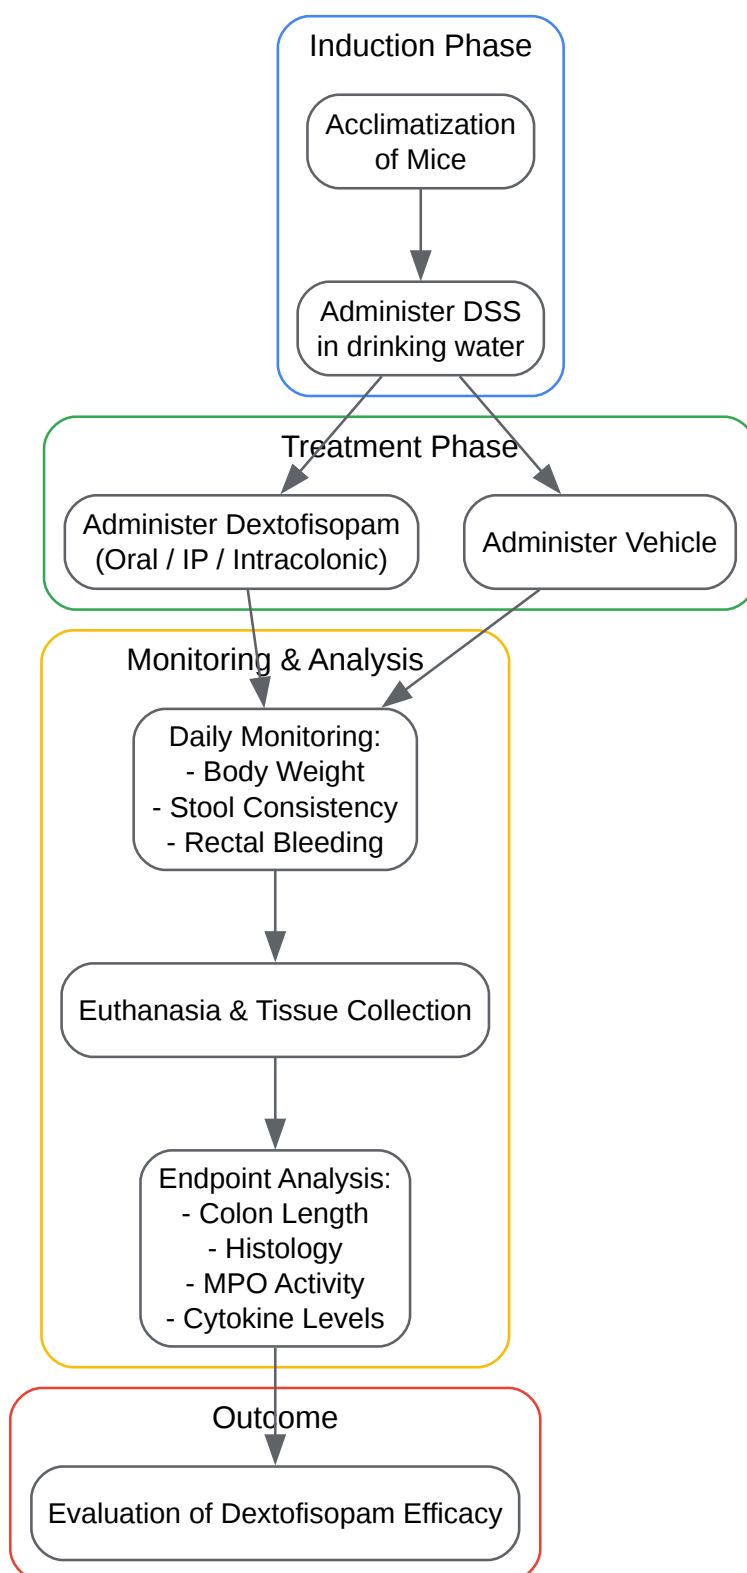 Induction Phase
Acclimatization
of Mice
Administer DSS
in drinking water
Treatment Phase
Administer Dextofisopam
(Oral / IP / Intracolonic)
Administer Vehicle
Monitoring & Analysis
Daily Monitoring:
- Body Weight
- Stool Consistency
- Rectal Bleeding
Euthanasia & Tissue Collection
Endpoint Analysis:
- Colon Length
- Histology
- MPO Activity
- Cytokine Levels
Outcome
Evaluation of Dextofisopam Efficacy